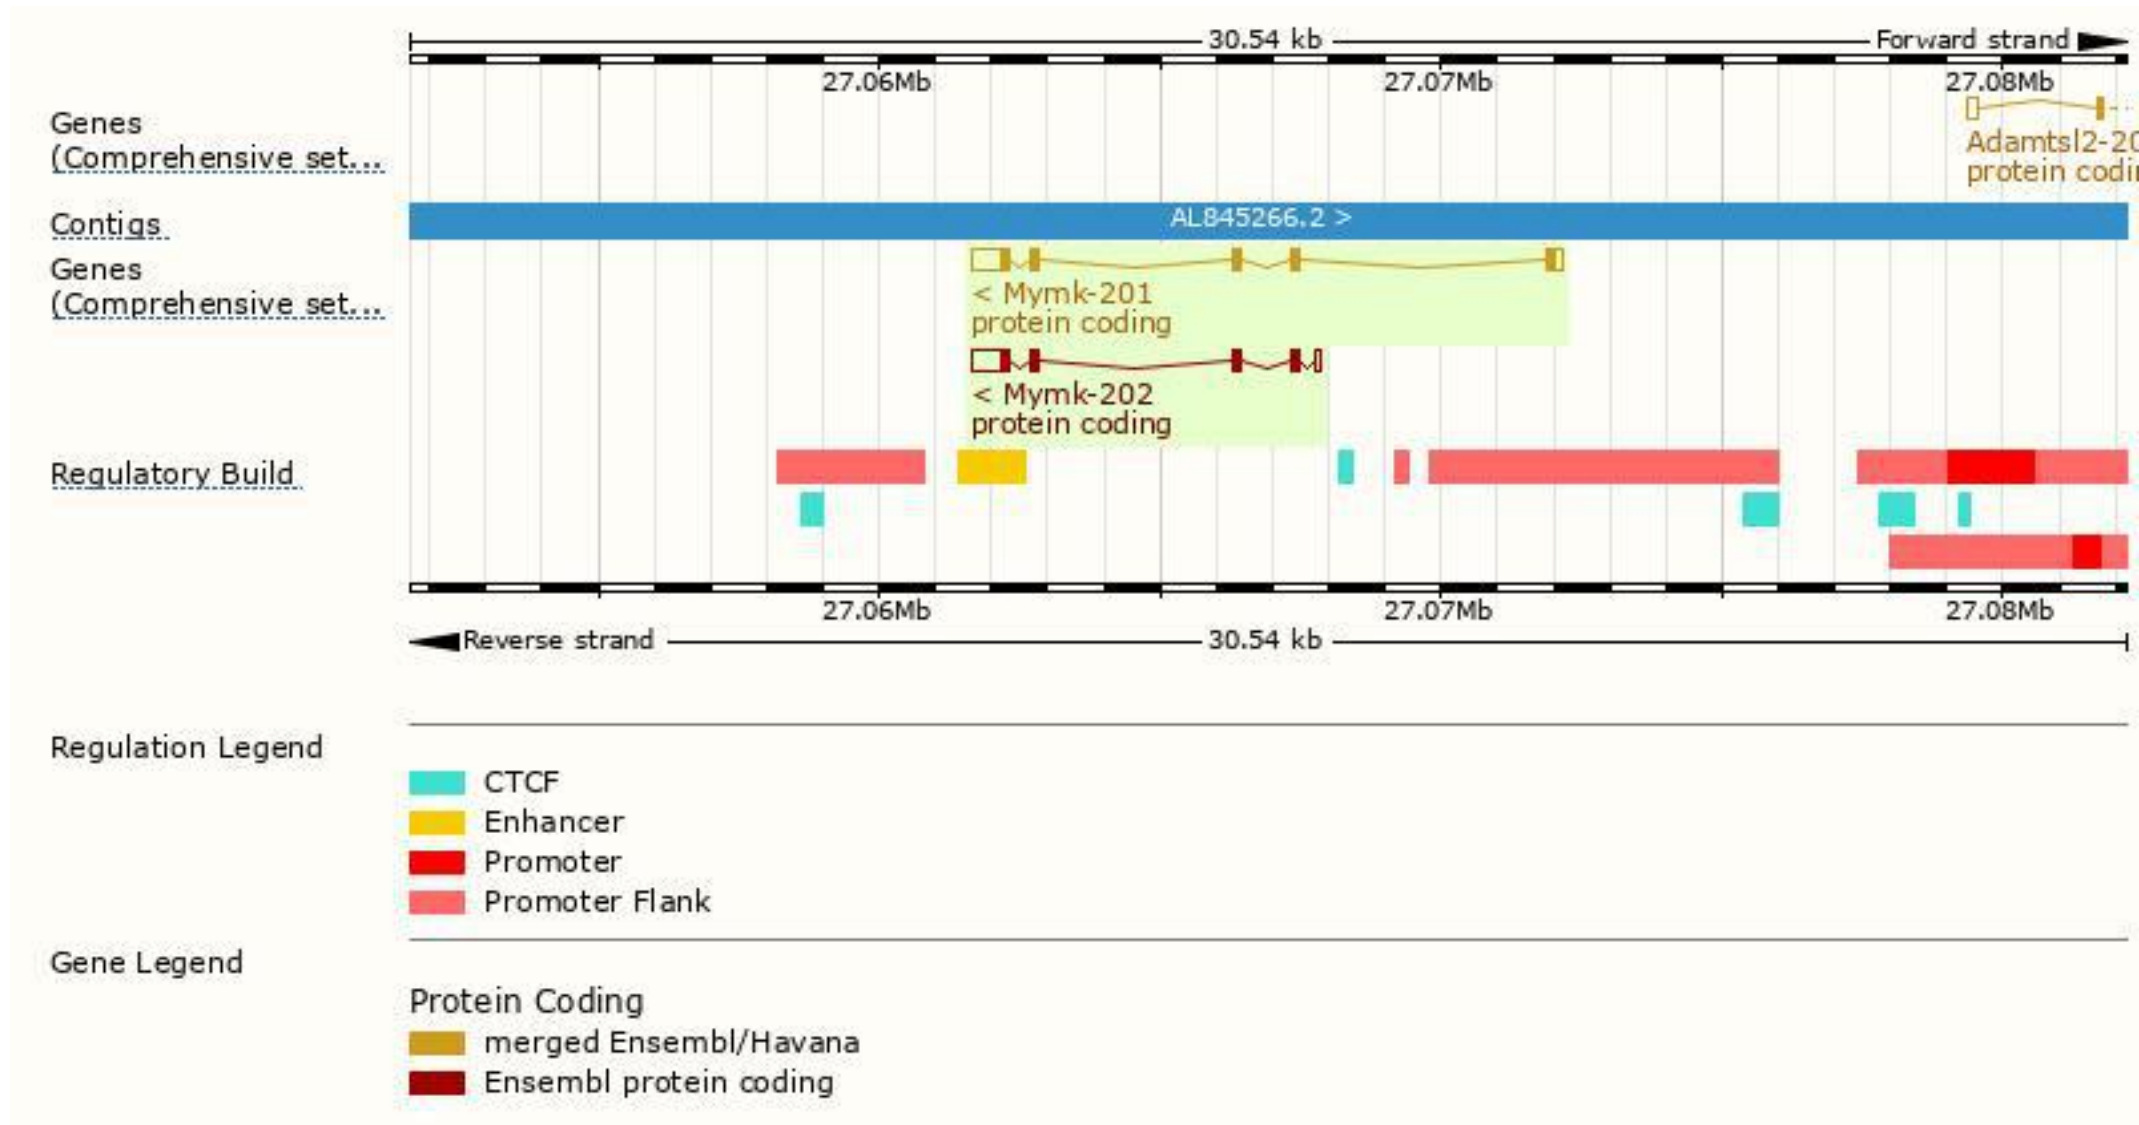 30.54 kb Forward strand
27.06Mb 27.07Mb 27.08Mb
Genes
(Comprehensive set...
Adamtsl2-20
protein codi
Contigs
AL845266.2 >
Genes
(Comprehensive set...
< Mymk-201
protein coding
< Mymk-202
protein coding
Regulatory Build
27.06Mb 27.07Mb 27.08Mb
Reverse strand 30.54 kb
Regulation Legend
CTCF
Enhancer
Promoter
Promoter Flank
Gene Legend
Protein Coding
merged Ensembl/Havana
Ensembl protein coding